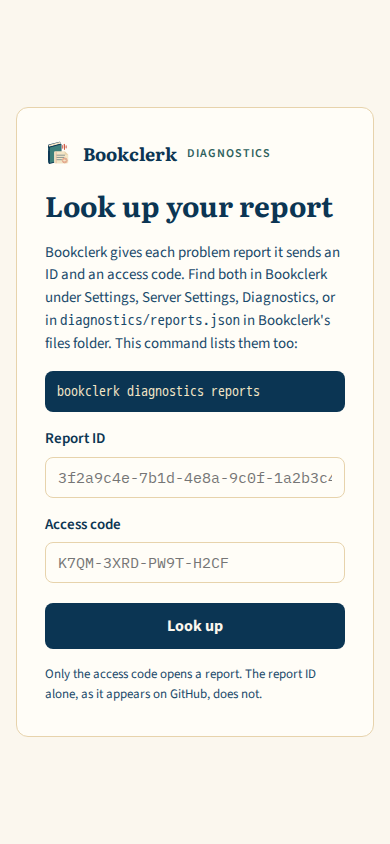 Bookclerk DIAGNOSTICS
Look up your report
Bookclerk gives each problem report it sends an
ID and an access code. Find both in Bookclerk
under Settings, Server Settings, Diagnostics, or
in diagnostics/reports.json in Bookclerk's
files folder. This command lists them too:
bookclerk diagnostics reports
Report ID
3f2a9c4e-7b1d-4e8a-9c0f-1a2b3c4
Access code
K7QM-3XRD-PW9T-H2CF
Look up
Only the access code opens a report. The report ID
alone, as it appears on GitHub, does not.